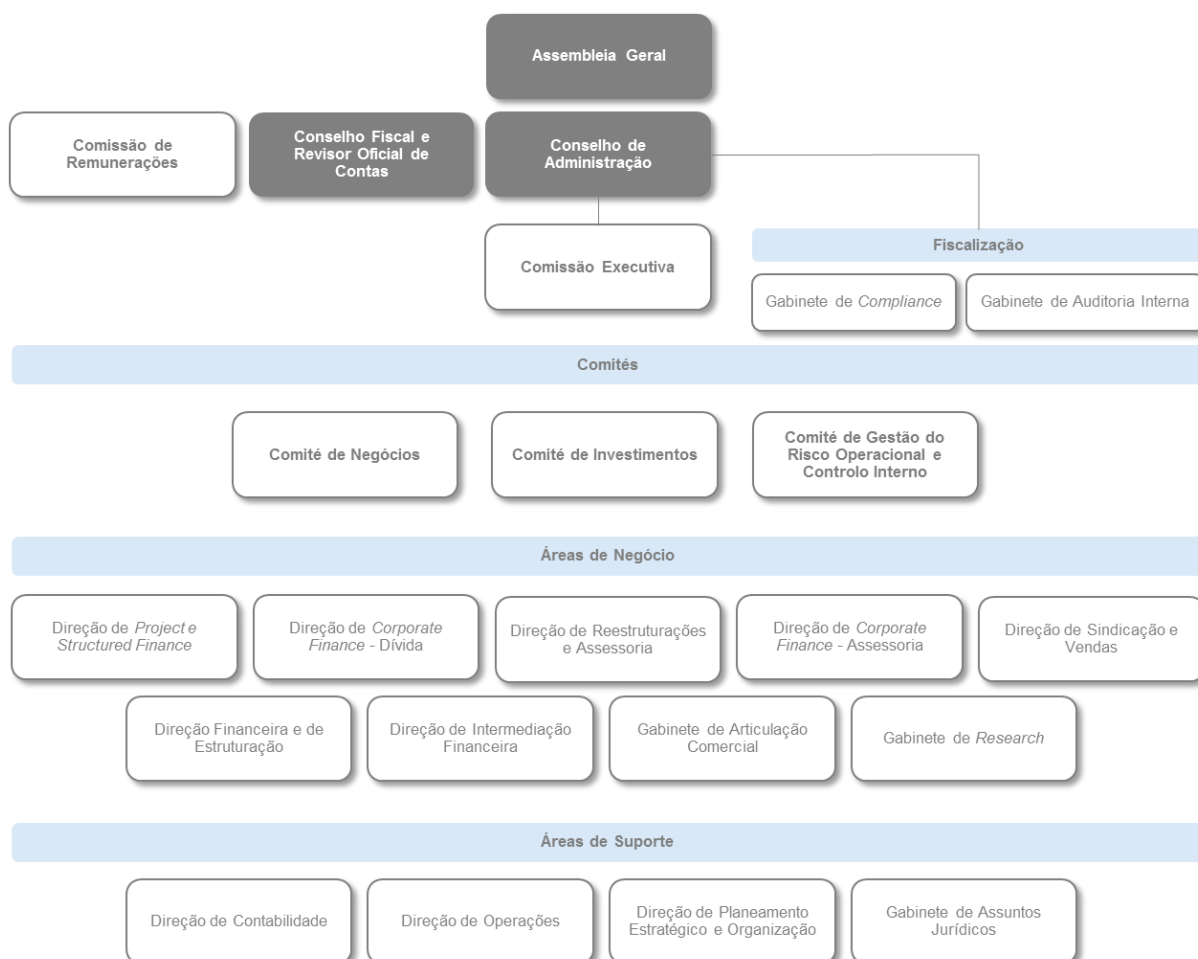 Assembleia Geral
Comissão de
Remunerações
Conselho Fiscal e
Revisor Oficial de
Contas
Conselho de
Administração
Comissão Executiva
Fiscalização
Gabinete de Compliance
Gabinete de Auditoria Interna
Comités
Comité de Negócios
Comité de Investimentos
Comité de Gestão do
Risco Operacional e
Controlo Interno
Áreas de Negócio
Direção de Project e
Structured Finance
Direção de Corporate
Finance - Dívida
Direção de Reestruturações
e Assessoria
Direção de Corporate
Finance - Assessoria
Direção de Sindicação e
Vendas
Direção Financeira e de
Estruturação
Direção de Intermediação
Financeira
Gabinete de Articulação
Comercial
Gabinete de Research
Áreas de Suporte
Direção de Contabilidade
Direção de Operações
Direção de Planeamento
Estratégico e Organização
Gabinete de Assuntos
Jurídicos